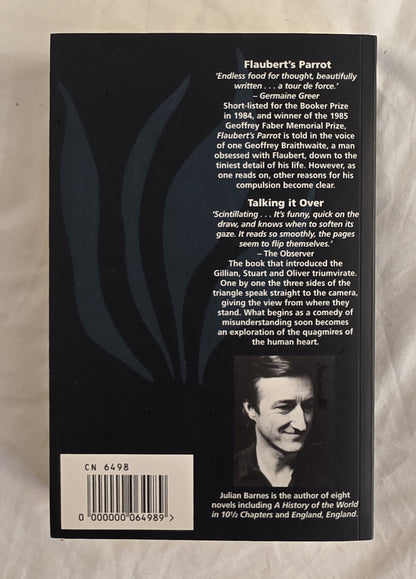 Flaubert's Parrot
'Endless food for thought, beautifully
written . . . a tour de force.'
– Germaine Greer
Short-listed for the Booker Prize
in 1984, and winner of the 1985
Geoffrey Faber Memorial Prize,
Flaubert's Parrot is told in the voice
of one Geoffrey Braithwaite, a man
obsessed with Flaubert, down to the
tiniest detail of his life. However, as
one reads on, other reasons for his
compulsion become clear.
Talking it Over
'Scintillating . . . It's funny, quick on the
draw, and knows when to soften its
gaze. It reads so smoothly, the pages
seem to flip themselves.'
– The Observer
The book that introduced the
Gillian, Stuart and Oliver triumvirate.
One by one the three sides of the
triangle speak straight to the camera,
giving the view from where they
stand. What begins as a comedy of
misunderstanding soon becomes
an exploration of the quagmires of
the human heart.
CN 6498
0 000000 064989 >
Julian Barnes is the author of eight
novels including A History of the World
in 10½ Chapters and England, England.